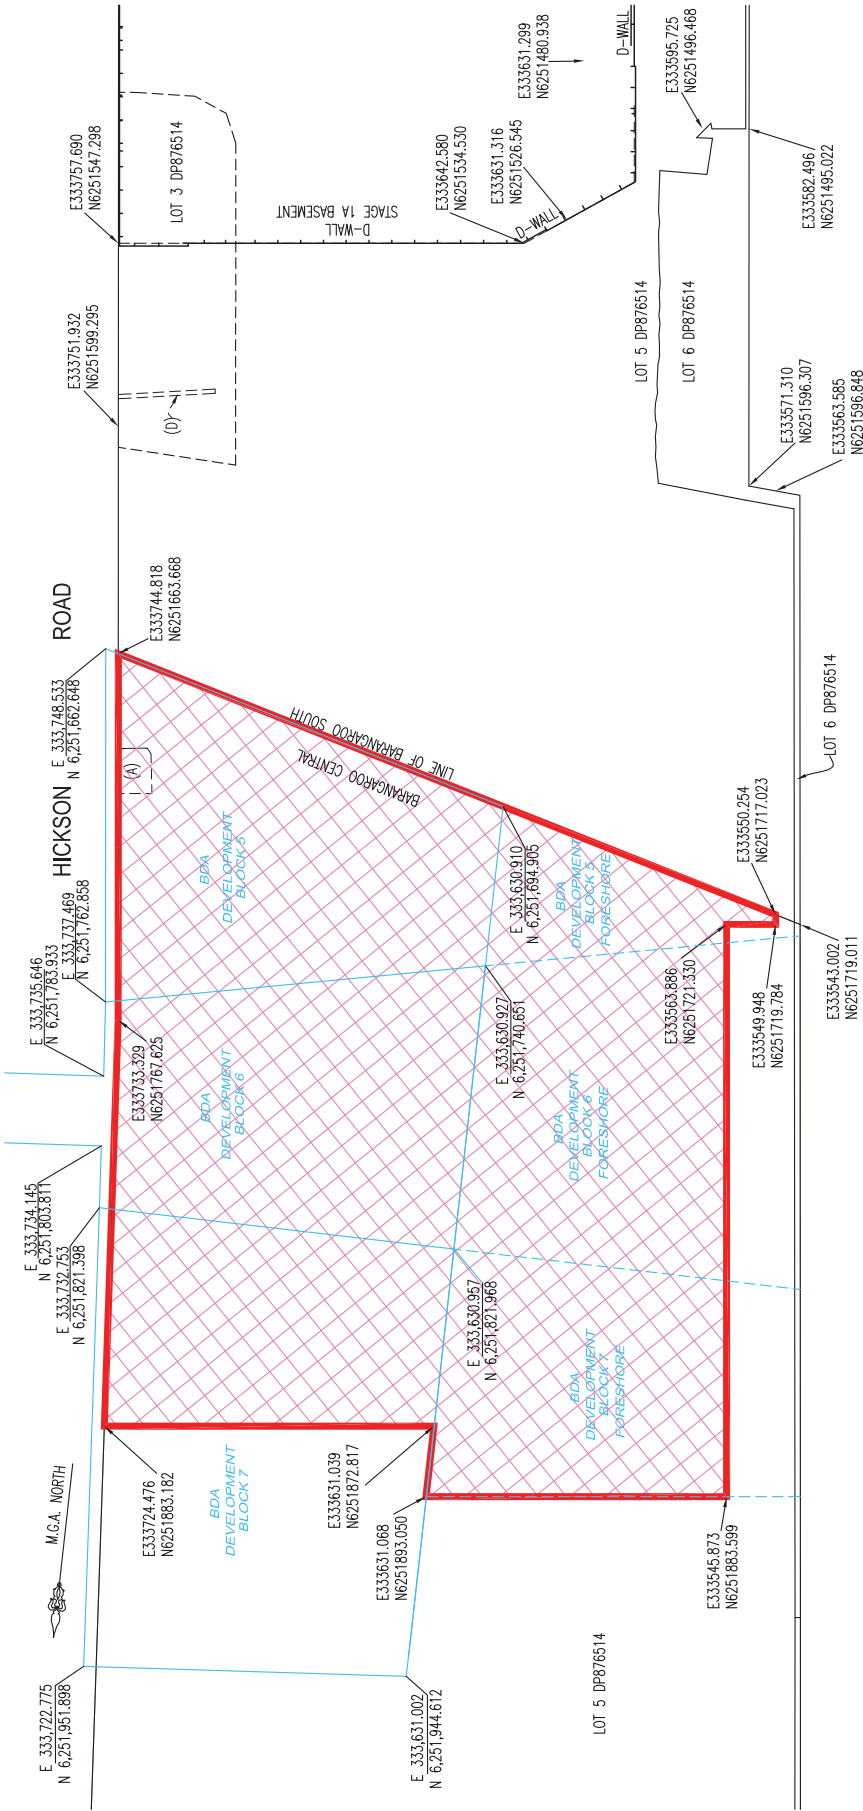 E 333,722.775
N 6,251,951.898
M.G.A. NORTH
E 333,732.753
N 6,251,821.398
E 333,734.145
N 6,251,803.811
E 333,735.646
N 6,251,783.933
E 333,737.469
N 6,251,762.858
E 333,748.533
N 6,251,662.648
HICKSON ROAD
E333751.932
N6251599.295
E333757.690
N6251547.298
E333724.476
N6251883.182
E333733.329
N6251767.625
(A)
E333744.818
N6251663.668
(D)
LOT 3 DP876514
BDA
DEVELOPMENT
BLOCK 7
BDA
DEVELOPMENT
BLOCK 6
BDA
DEVELOPMENT
BLOCK 5
D-WALL
STAGE 1A BASEMENT
LINE OF BARANGAROO SOUTH
BARANGAROO CENTRAL
E333631.039
N6251872.817
E333631.068
N6251893.050
E 333,631.002
N 6,251,944.612
E 333,630.957
N 6,251,821.968
E 333,630.927
N 6,251,740.651
E 333,630.910
N 6,251,694.905
E333642.580
N6251534.530
E333631.316
N6251526.545
E333631.299
N6251480.938
D-WALL
D-WALL
BDA
DEVELOPMENT
BLOCK 7
FORESHORE
BDA
DEVELOPMENT
BLOCK 6
FORESHORE
BDA
DEVELOPMENT
BLOCK 5
FORESHORE
LOT 5 DP876514
LOT 5 DP876514
LOT 6 DP876514
E333595.725
N6251496.468
E333545.873
N6251883.599
E333563.886
N6251721.330
E333549.948
N6251719.784
E333550.254
N6251717.023
E333543.002
N6251719.011
LOT 6 DP876514
E333571.310
N6251596.307
E333563.585
N6251596.848
E333582.496
N6251495.022